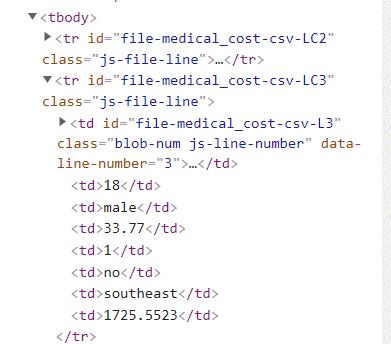 ▼<tbody>
▶<tr id="file-medical_cost-csv-LC2"
class="js-file-line">…</tr>
▼<tr id="file-medical_cost-csv-LC3"
class="js-file-line">
▶<td id="file-medical_cost-csv-L3"
class="blob-num js-line-number" data-
line-number="3">…</td>
<td>18</td>
<td>male</td>
<td>33.77</td>
<td>1</td>
<td>no</td>
<td>southeast</td>
<td>1725.5523</td>
</tr>